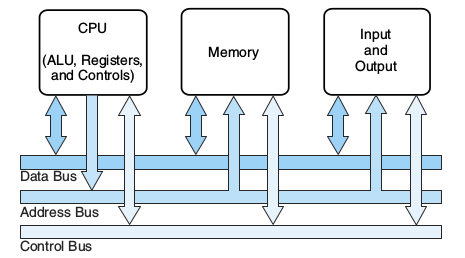 CPU
(ALU, Registers,
and Controls)
Memory
Input
and
Output
Data Bus
Address Bus
Control Bus